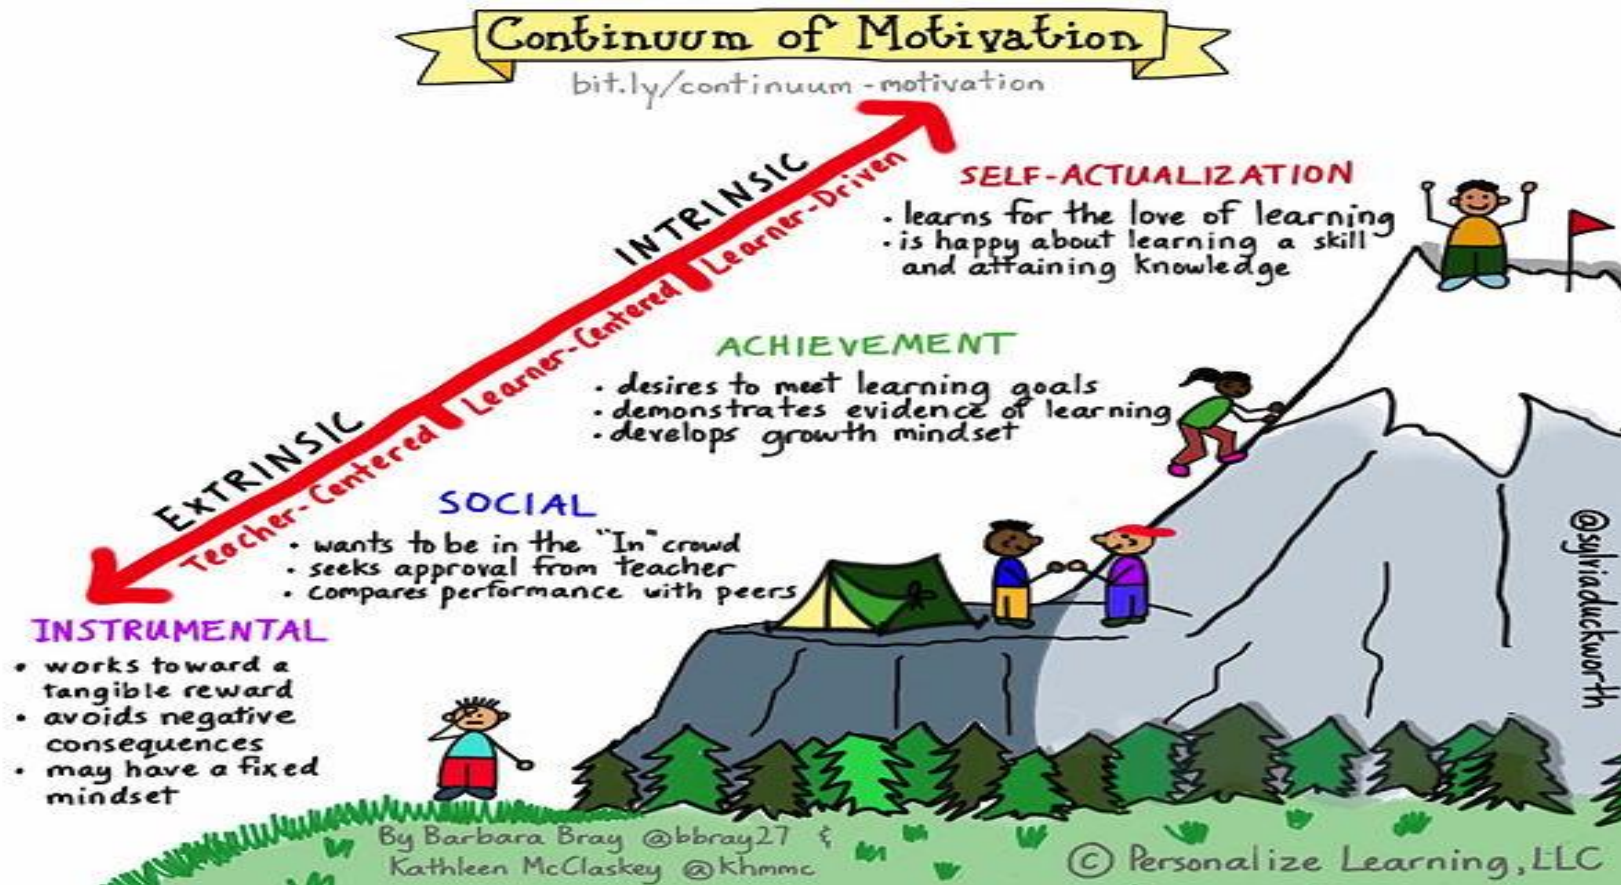 Continuum of Motivation
bit.ly/continuum-motivation
INTRINSIC
Learner-Driven
Learner-Centered
EXTRINSIC
Teacher-Centered
SELF-ACTUALIZATION
• learns for the love of learning
• is happy about learning a skill
and attaining knowledge
ACHIEVEMENT
• desires to meet learning goals
• demonstrates evidence of learning
• develops growth mindset
SOCIAL
• wants to be in the "In" crowd
• seeks approval from teacher
• compares performance with peers
INSTRUMENTAL
• works toward a
tangible reward
• avoids negative
consequences
• may have a fixed
mindset
@sylviaduckworth
By Barbara Bray @bbray27 &
Kathleen McClaskey @khmmc
© Personalize Learning, LLC